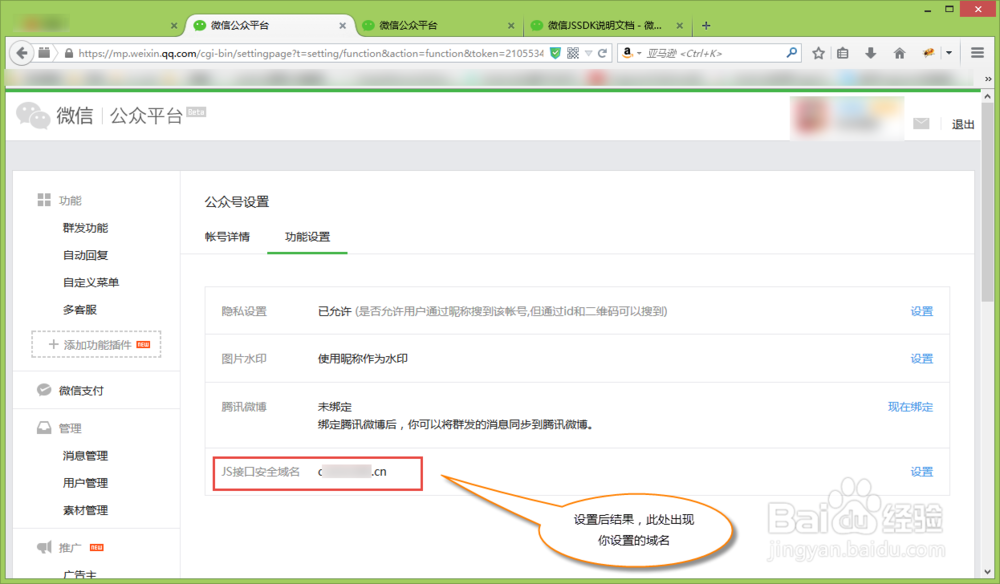 微信公众平台
微信公众平台
微信JSSDK说明文档 - 微...
https://mp.weixin.qq.com/cgi-bin/settingpage?t=setting/function&action=function&token=2105534
亚马逊 <Ctrl+K>
微信 | 公众平台 Beta
退出
功能
群发功能
自动回复
自定义菜单
多客服
+ 添加功能插件 NEW
微信支付
管理
消息管理
用户管理
素材管理
推广 NEW
广告主
公众号设置
帐号详情 功能设置
隐私设置 已允许 (是否允许用户通过昵称搜到该帐号,但通过id和二维码可以搜到) 设置
图片水印 使用昵称作为水印 设置
腾讯微博 未绑定 现在绑定
绑定腾讯微博后，你可以将群发的消息同步到腾讯微博。
JS接口安全域名 c .cn 设置
设置后结果，此处出现
你设置的域名
Baidu 经验
jingyan.baidu.com